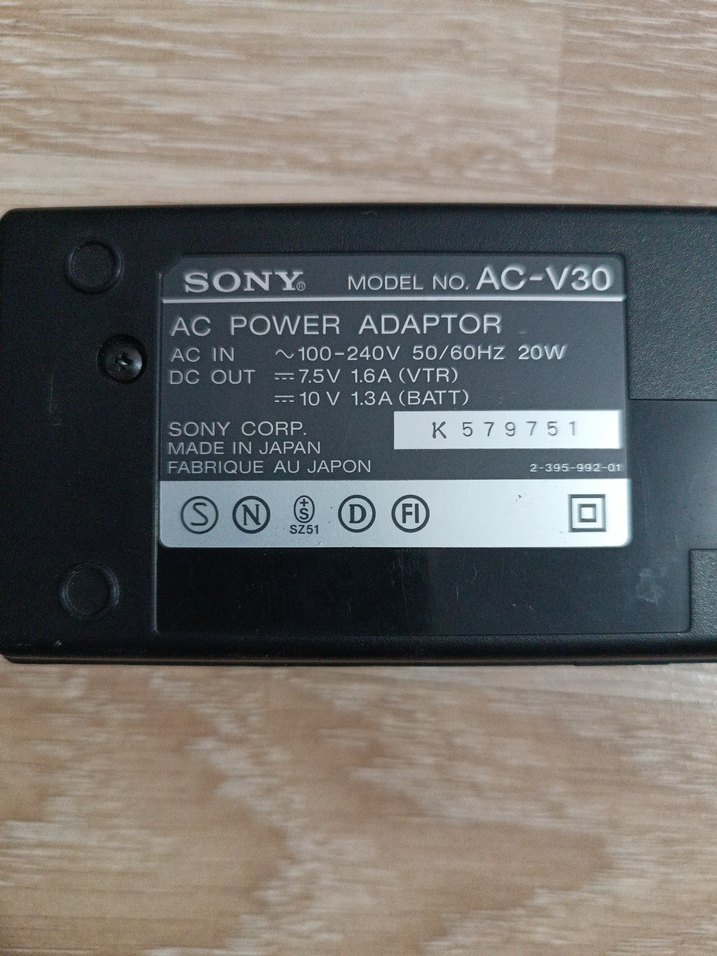 SONY® MODEL NO. AC-V30
AC POWER ADAPTOR
AC IN ~100-240V 50/60HZ 20W
DC OUT ⎓7.5V 1.6A (VTR)
⎓10 V 1.3A (BATT)
SONY CORP. K 579751
MADE IN JAPAN
FABRIQUE AU JAPON 2-395-992-01
S N +S D FI
SZ51